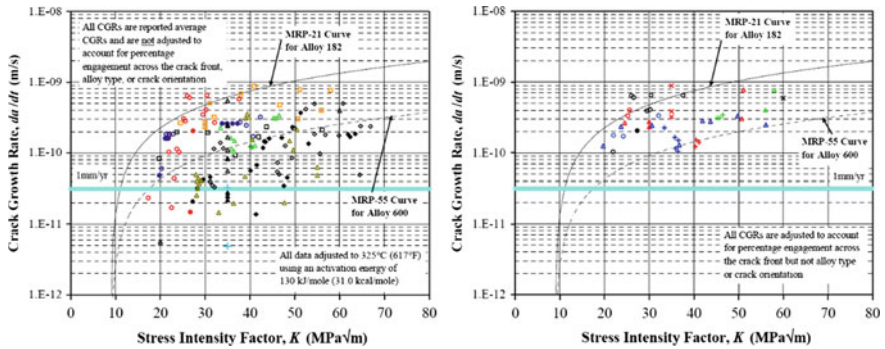 1.E-08
1.E-09
1.E-10
1.E-11
1.E-12
Crack Growth Rate, da/dt (m/s)
All CGRs are reported average
CGRs and are not adjusted to
account for percentage
engagement across the crack front,
alloy type, or crack orientation
MRP-21 Curve
for Alloy 182
1mm/yr
MRP-55 Curve
for Alloy 600
All data adjusted to 325°C (617°F)
using an activation energy of
130 kJ/mole (31.0 kcal/mole)
0 10 20 30 40 50 60 70 80
Stress Intensity Factor, K (MPa√m)
1.E-08
1.E-09
1.E-10
1.E-11
1.E-12
Crack Growth Rate, da/dt (m/s)
MRP-21 Curve
for Alloy 182
MRP-55 Curve
for Alloy 600
1mm/yr
All CGRs are adjusted to account
for percentage engagement across
the crack front but not alloy type
or crack orientation
0 10 20 30 40 50 60 70 80
Stress Intensity Factor, K (MPa√m)